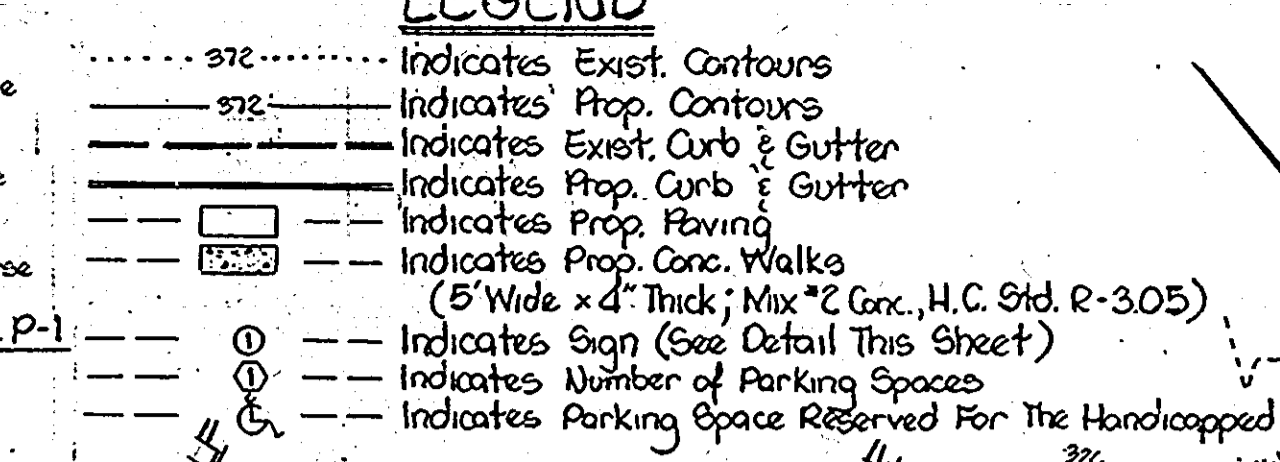 LEGEND
372 Indicates Exist. Contours
372 Indicates Prop. Contours
Indicates Exist. Curb & Gutter
Indicates Prop. Curb & Gutter
Indicates Prop. Paving
Indicates Prop. Conc. Walks
(5' Wide x 4" Thick; Mix #2 Conc., H.C. Std. R-3.05)
P-1
1 Indicates Sign (See Detail This Sheet)
1 Indicates Number of Parking Spaces
Indicates Parking Space Reserved For The Handicapped